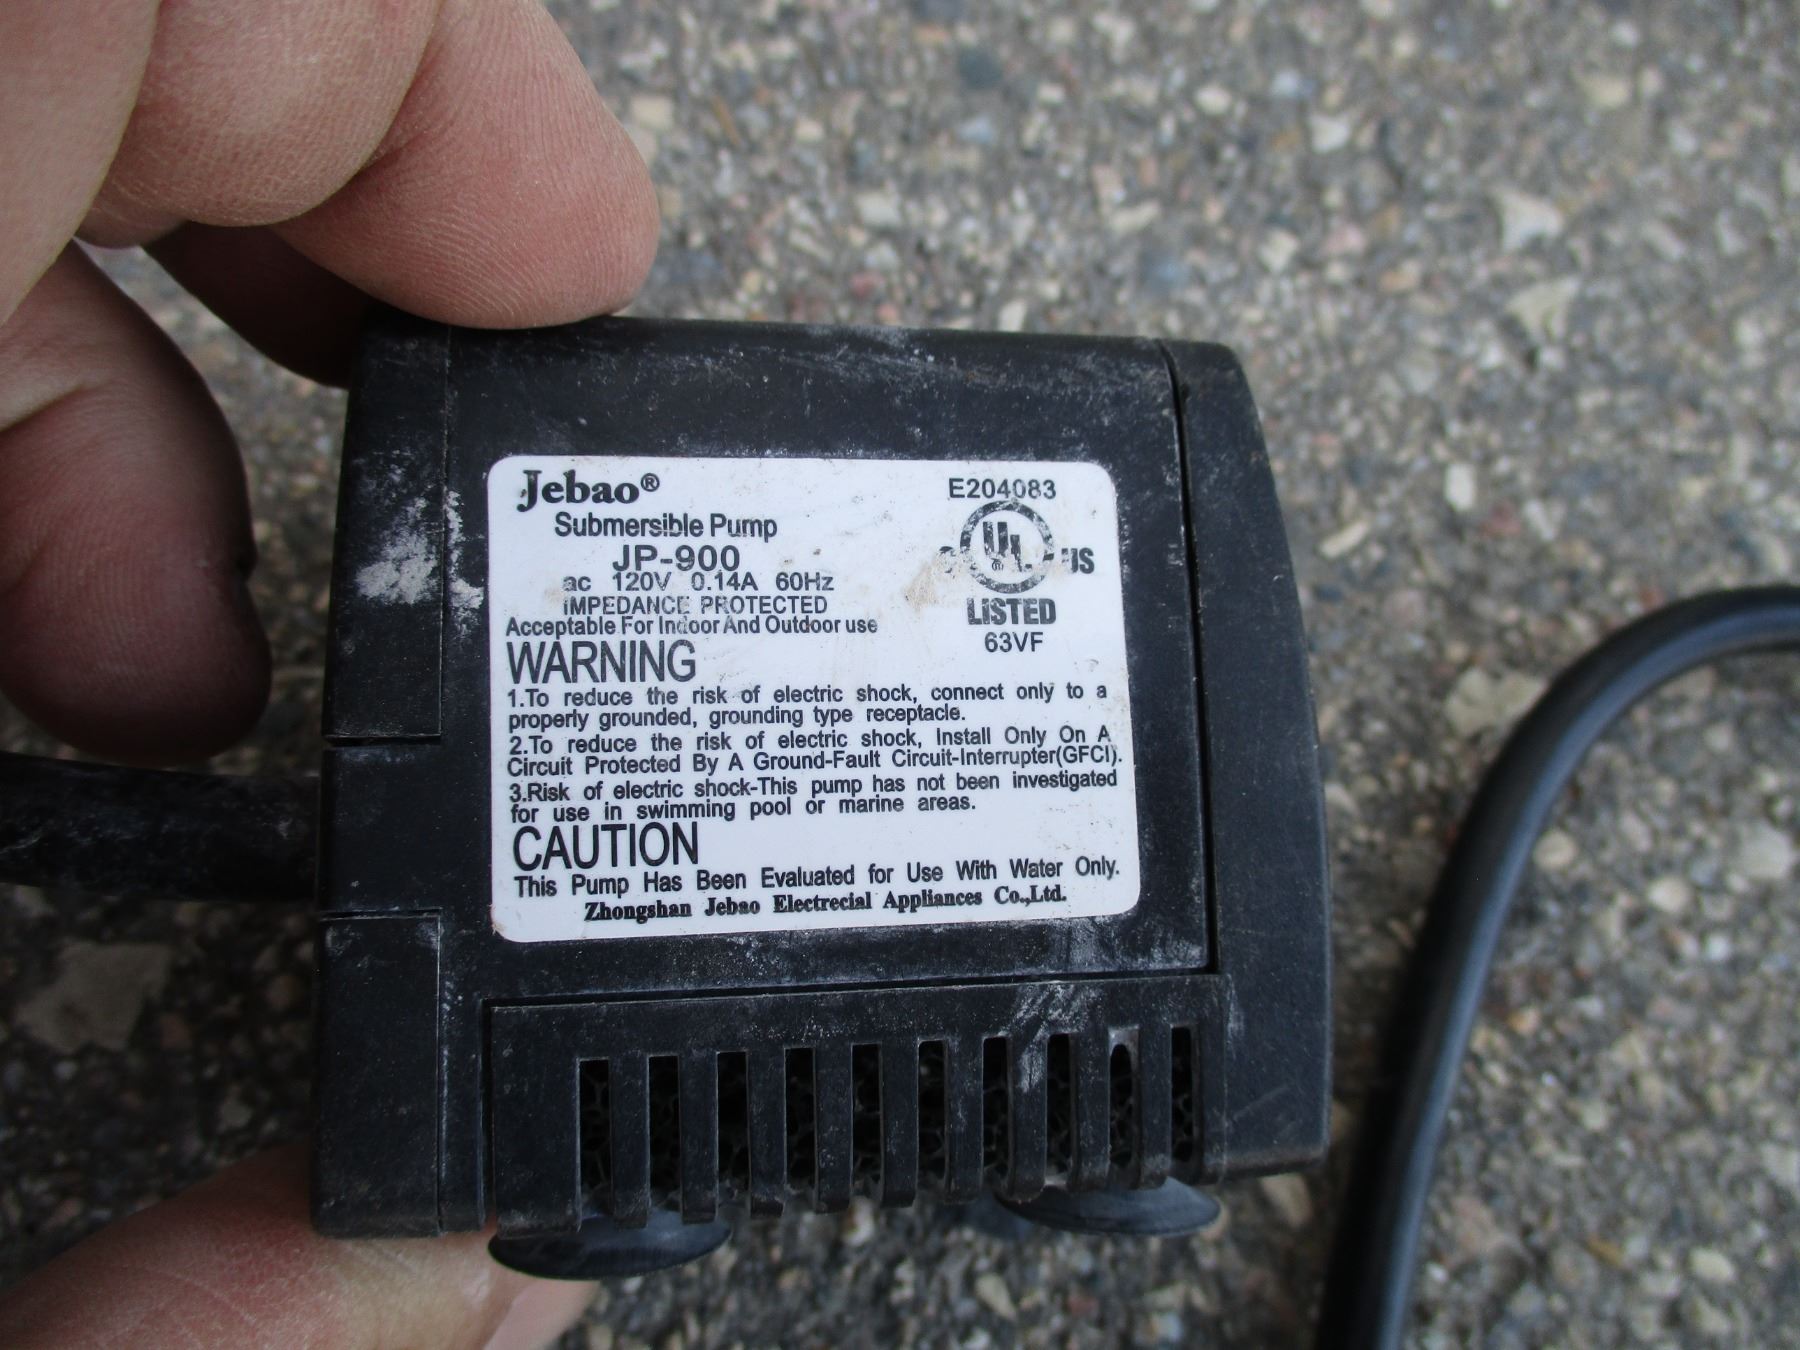 Jebao®
E204083
Submersible Pump
JP-900
ac 120V 0.14A 60Hz
IMPEDANCE PROTECTED
Acceptable For Indoor And Outdoor use
C UL US
LISTED
63VF
WARNING
1.To reduce the risk of electric shock, connect only to a
properly grounded, grounding type receptacle.
2.To reduce the risk of electric shock, Install Only On A
Circuit Protected By A Ground-Fault Circuit-Interrupter(GFCI).
3.Risk of electric shock-This pump has not been investigated
for use in swimming pool or marine areas.
CAUTION
This Pump Has Been Evaluated for Use With Water Only.
Zhongshan Jebao Electrecial Appliances Co.,Ltd.